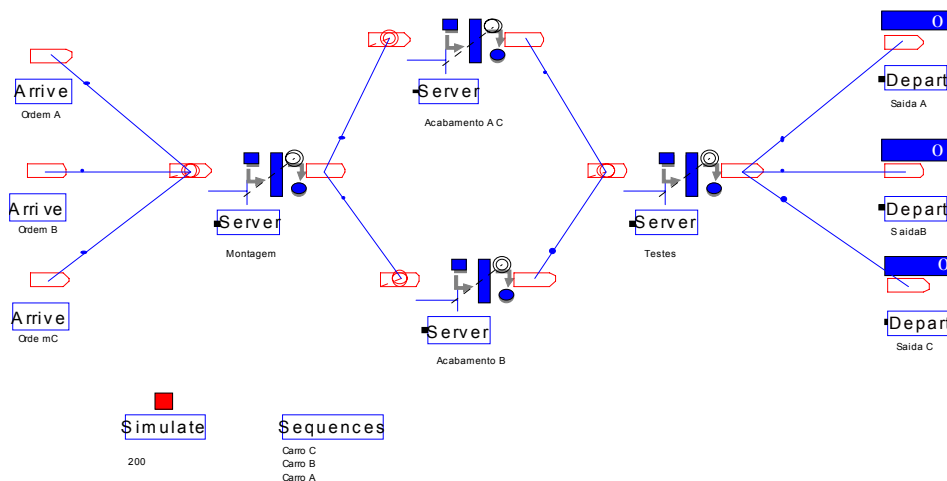 0
Arrive
Ordem A
Server
Acabamento A C
Depart
Saida A
0
Arrive
Ordem B
Server
Montagem
Server
Testes
Depart
SaidaB
0
Arrive
Orde mC
Server
Acabamento B
Depart
Saida C
Simulate
200
Sequences
Carro C
Carro B
Carro A